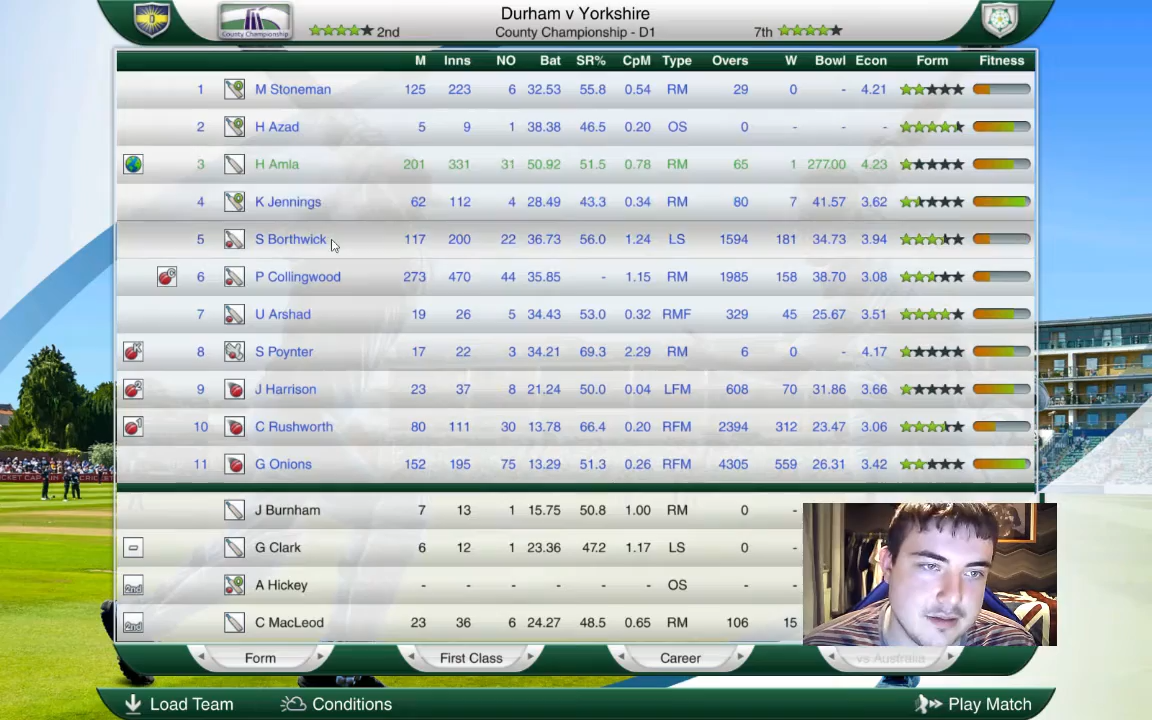 Durham v Yorkshire
County Championship
2nd
County Championship - D1
7th
M Inns NO Bat SR% CpM Type Overs W Bowl Econ Form Fitness
1 M Stoneman 125 223 6 32.53 55.8 0.54 RM 29 0 - 4.21
2 H Azad 5 9 1 38.38 46.5 0.20 OS 0 - - -
3 H Amla 201 331 31 50.92 51.5 0.78 RM 65 1 277.00 4.23
4 K Jennings 62 112 4 28.49 43.3 0.34 RM 80 7 41.57 3.62
5 S Borthwick 117 200 22 36.73 56.0 1.24 LS 1594 181 34.73 3.94
6 P Collingwood 273 470 44 35.85 - 1.15 RM 1985 158 38.70 3.08
7 U Arshad 19 26 5 34.43 53.0 0.32 RMF 329 45 25.67 3.51
8 S Poynter 17 22 3 34.21 69.3 2.29 RM 6 0 - 4.17
9 J Harrison 23 37 8 21.24 50.0 0.04 LFM 608 70 31.86 3.66
10 C Rushworth 80 111 30 13.78 66.4 0.20 RFM 2394 312 23.47 3.06
11 G Onions 152 195 75 13.29 51.3 0.26 RFM 4305 559 26.31 3.42
J Burnham 7 13 1 15.75 50.8 1.00 RM 0 -
G Clark 6 12 1 23.36 47.2 1.17 LS 0 -
2nd A Hickey - - - - - - OS - -
2nd C MacLeod 23 36 6 24.27 48.5 0.65 RM 106 15
Form First Class Career vs Australia
Load Team Conditions Play Match